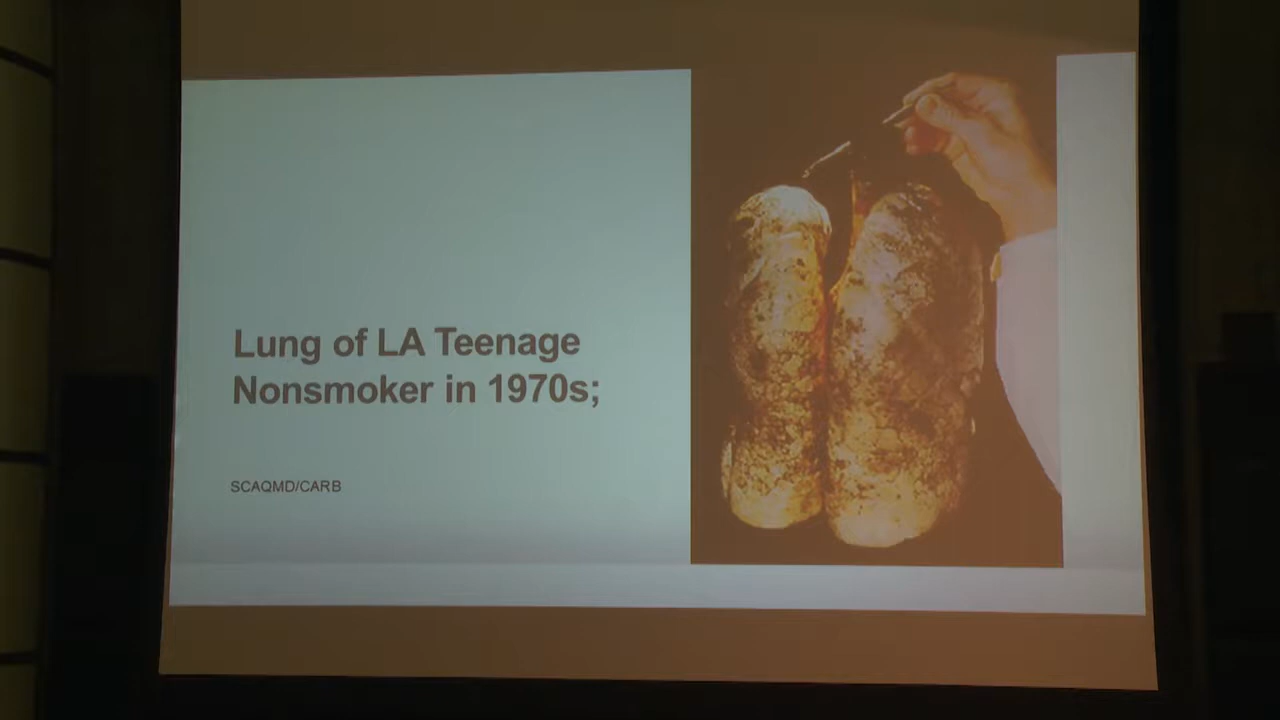 Lung of LA Teenage
Nonsmoker in 1970s;
SCAQMD/CARB